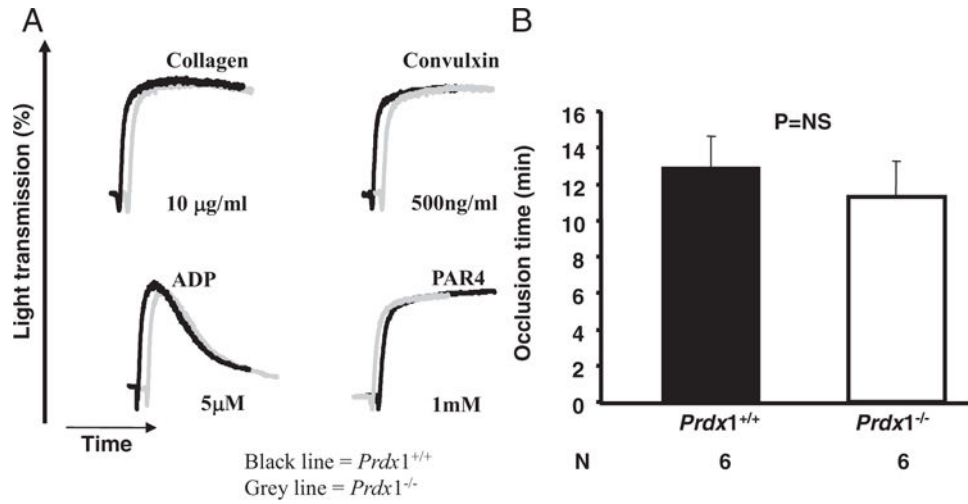 A
Light transmission (%)
Collagen
10 µg/ml
Convulxin
500ng/ml
ADP
5µM
PAR4
1mM
Time
Black line = Prdx1+/+
Grey line = Prdx1-/-
B
Occlusion time (min)
16
14
12
10
8
6
4
2
0
P=NS
Prdx1+/+ Prdx1-/-
N 6 6